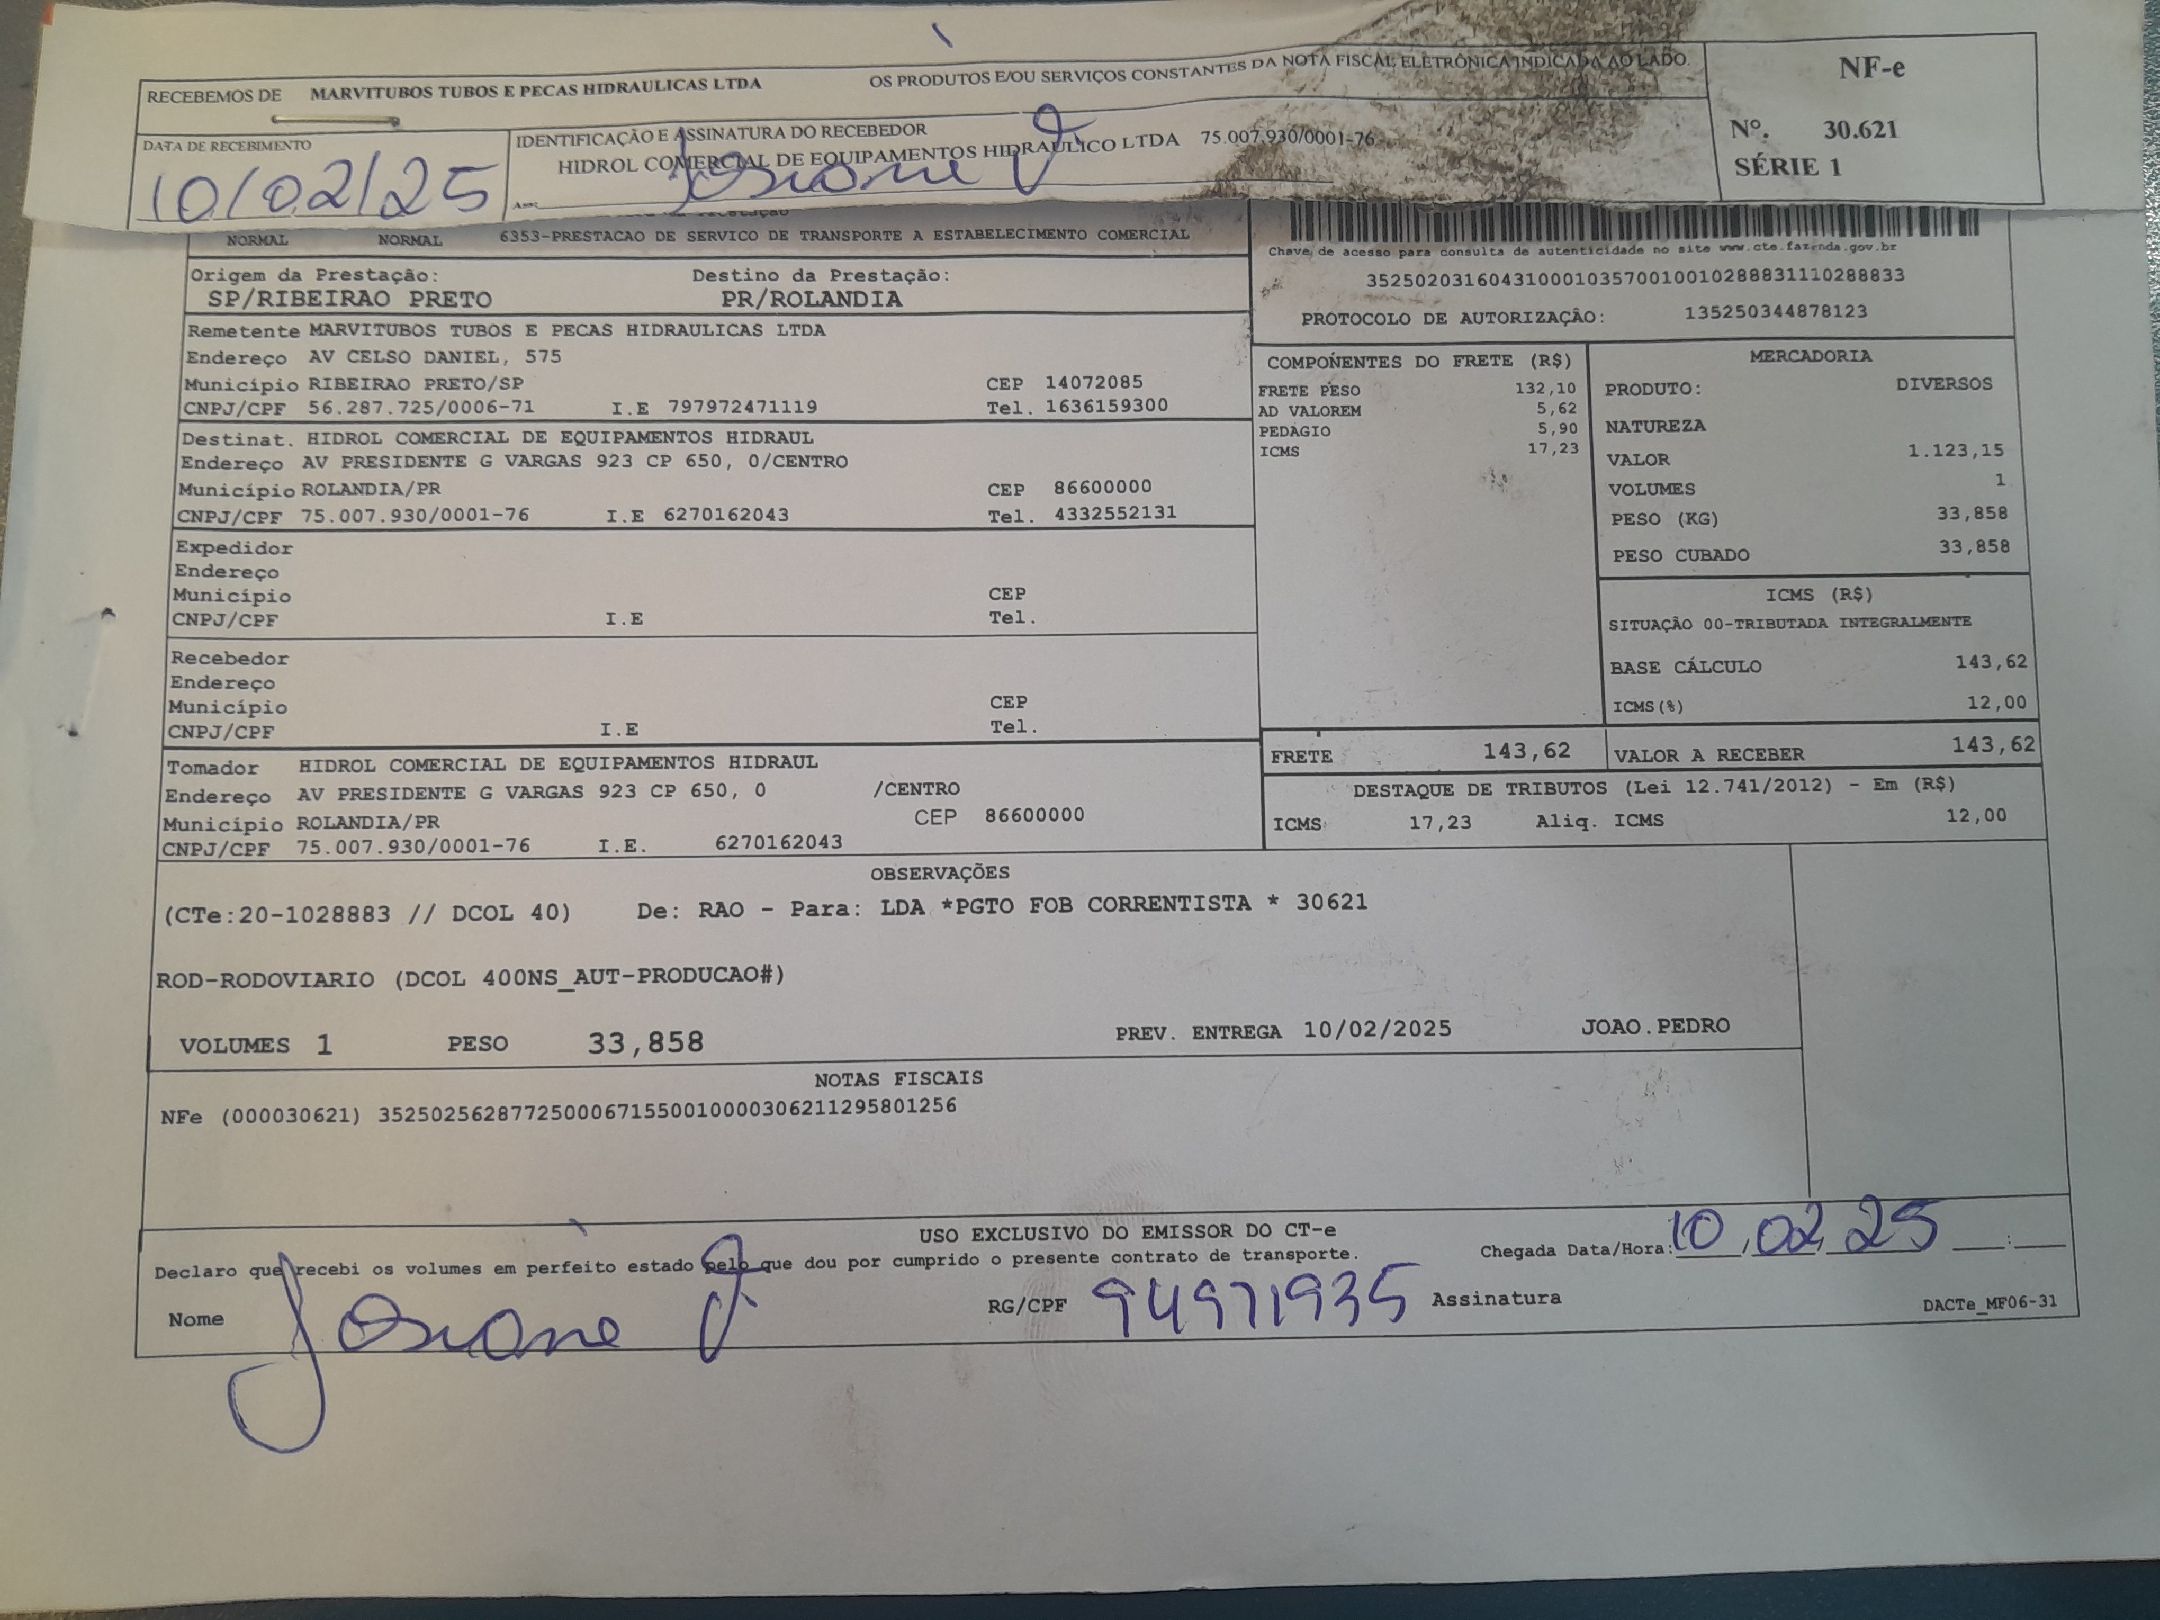 RECEBEMOS DE MARVITUBOS TUBOS E PECAS HIDRAULICAS LTDA OS PRODUTOS E/OU SERVIÇOS CONSTANTES DA NOTA FISCAL ELETRÔNICA INDICADA AO LADO.
NF-e
Nº. 30.621
SÉRIE 1
DATA DE RECEBIMENTO
10/02/25
IDENTIFICAÇÃO E ASSINATURA DO RECEBEDOR
HIDROL COMERCIAL DE EQUIPAMENTOS HIDRAULICO LTDA 75.007.930/0001-76
Josiane J
Ass:
NORMAL NORMAL 6353-PRESTACAO DE SERVICO DE TRANSPORTE A ESTABELECIMENTO COMERCIAL
Chave de acesso para consulta de autenticidade no site www.cte.fazenda.gov.br
35250203160431000103570010010288831110288833
PROTOCOLO DE AUTORIZAÇÃO: 135250344878123
Origem da Prestação: Destino da Prestação:
SP/RIBEIRAO PRETO PR/ROLANDIA
Remetente MARVITUBOS TUBOS E PECAS HIDRAULICAS LTDA
Endereço AV CELSO DANIEL, 575
Município RIBEIRAO PRETO/SP CEP 14072085
CNPJ/CPF 56.287.725/0006-71 I.E 797972471119 Tel. 1636159300
Destinat. HIDROL COMERCIAL DE EQUIPAMENTOS HIDRAUL
Endereço AV PRESIDENTE G VARGAS 923 CP 650, 0/CENTRO
Município ROLANDIA/PR CEP 86600000
CNPJ/CPF 75.007.930/0001-76 I.E 6270162043 Tel. 4332552131
Expedidor
Endereço
Município CEP
CNPJ/CPF I.E Tel.
Recebedor
Endereço
Município CEP
CNPJ/CPF I.E Tel.
Tomador HIDROL COMERCIAL DE EQUIPAMENTOS HIDRAUL
Endereço AV PRESIDENTE G VARGAS 923 CP 650, 0 /CENTRO
Município ROLANDIA/PR CEP 86600000
CNPJ/CPF 75.007.930/0001-76 I.E. 6270162043
COMPONENTES DO FRETE (R$)
FRETE PESO 132,10
AD VALOREM 5,62
PEDAGIO 5,90
ICMS 17,23
MERCADORIA
PRODUTO: DIVERSOS
NATUREZA
VALOR 1.123,15
VOLUMES 1
PESO (KG) 33,858
PESO CUBADO 33,858
ICMS (R$)
SITUAÇÃO 00-TRIBUTADA INTEGRALMENTE
BASE CÁLCULO 143,62
ICMS(%) 12,00
FRETE 143,62 VALOR A RECEBER 143,62
DESTAQUE DE TRIBUTOS (Lei 12.741/2012) - Em (R$)
ICMS 17,23 Aliq. ICMS 12,00
OBSERVAÇÕES
(CTe:20-1028883 // DCOL 40) De: RAO - Para: LDA *PGTO FOB CORRENTISTA * 30621
ROD-RODOVIARIO (DCOL 400NS_AUT-PRODUCAO#)
VOLUMES 1 PESO 33,858 PREV. ENTREGA 10/02/2025 JOAO.PEDRO
NOTAS FISCAIS
NFe (000030621) 35250256287725000671550010000306211295801256
USO EXCLUSIVO DO EMISSOR DO CT-e
Declaro que recebi os volumes em perfeito estado pelo que dou por cumprido o presente contrato de transporte. Chegada Data/Hora: 10/02/25 :
Nome Josiane J RG/CPF 94971935 Assinatura
DACTe_MF06-31